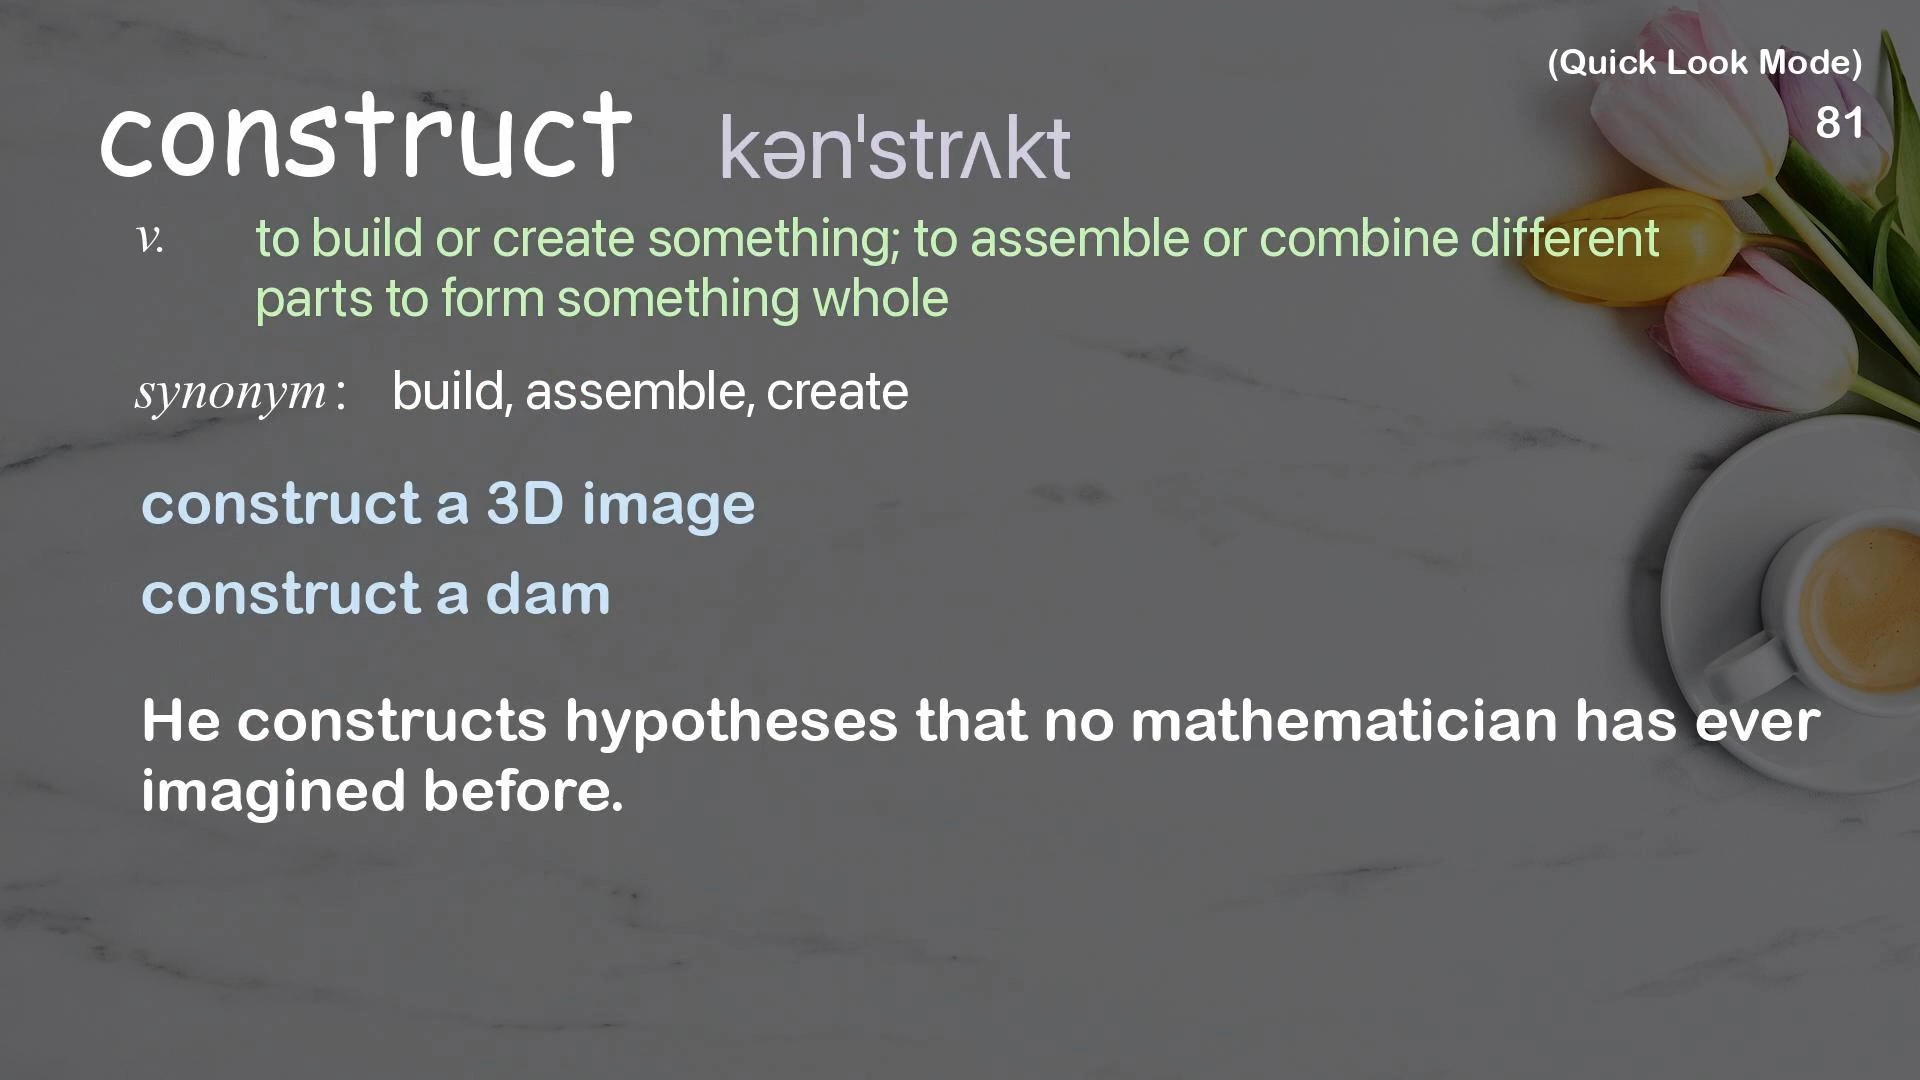 (Quick Look Mode)
81
construct kən'strʌkt
v. to build or create something; to assemble or combine different
parts to form something whole
synonym: build, assemble, create
construct a 3D image
construct a dam
He constructs hypotheses that no mathematician has ever
imagined before.